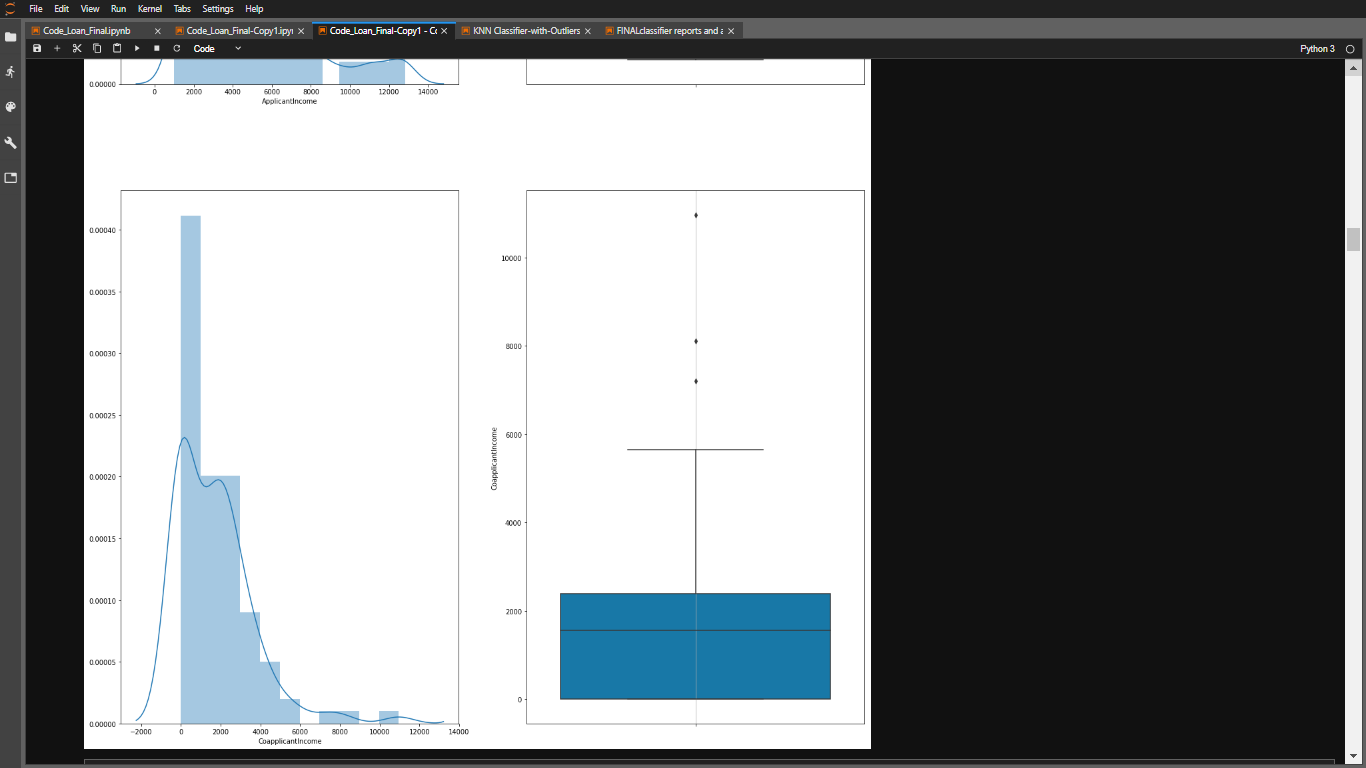 File Edit View Run Kernel Tabs Settings Help
Code_Loan_Final.ipynb Code_Loan_Final-Copy1.ipyi Code_Loan_Final-Copy1 - Co KNN Classifier-with-Outliers FINALclassifier reports and a
Code Python 3
0.00000
0 2000 4000 6000 8000 10000 12000 14000
ApplicantIncome
0.00040
0.00035
0.00030
0.00025
0.00020
0.00015
0.00010
0.00005
0.00000
−2000 0 2000 4000 6000 8000 10000 12000 14000
CoapplicantIncome
10000
8000
6000
4000
2000
0
CoapplicantIncome